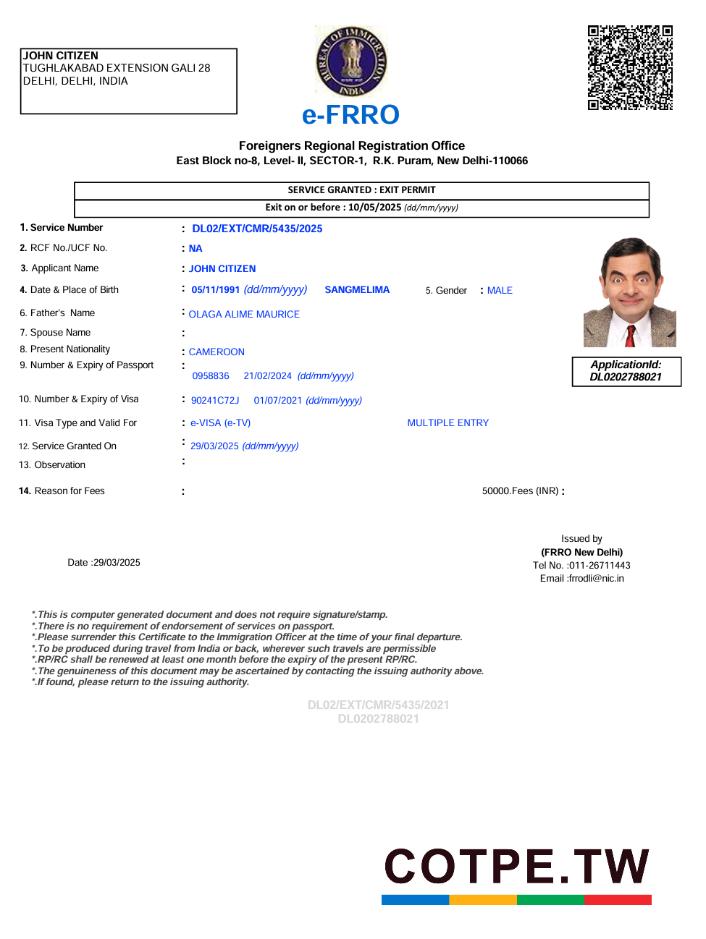 JOHN CITIZEN
TUGHLAKABAD EXTENSION GALI 28
DELHI, DELHI, INDIA
BUREAU OF IMMIGRATION
INDIA
e-FRRO
Foreigners Regional Registration Office
East Block no-8, Level- II, SECTOR-1, R.K. Puram, New Delhi-110066
SERVICE GRANTED : EXIT PERMIT
Exit on or before : 10/05/2025 (dd/mm/yyyy)
1. Service Number : DL02/EXT/CMR/5435/2025
2. RCF No./UCF No. : NA
3. Applicant Name : JOHN CITIZEN
4. Date & Place of Birth : 05/11/1991 (dd/mm/yyyy) SANGMELIMA 5. Gender : MALE
6. Father's Name : OLAGA ALIME MAURICE
7. Spouse Name :
8. Present Nationality : CAMEROON
9. Number & Expiry of Passport : 0958836 21/02/2024 (dd/mm/yyyy)
ApplicationId:
DL0202788021
10. Number & Expiry of Visa : 90241C72J 01/07/2021 (dd/mm/yyyy)
11. Visa Type and Valid For : e-VISA (e-TV) MULTIPLE ENTRY
12. Service Granted On : 29/03/2025 (dd/mm/yyyy)
13. Observation :
14. Reason for Fees : 50000.Fees (INR) :
Issued by
(FRRO New Delhi)
Date :29/03/2025
Tel No. :011-26711443
Email :frrodli@nic.in
*.This is computer generated document and does not require signature/stamp.
*.There is no requirement of endorsement of services on passport.
*.Please surrender this Certificate to the Immigration Officer at the time of your final departure.
*.To be produced during travel from India or back, wherever such travels are permissible
*.RP/RC shall be renewed at least one month before the expiry of the present RP/RC.
*.The genuineness of this document may be ascertained by contacting the issuing authority above.
*.If found, please return to the issuing authority.
DL02/EXT/CMR/5435/2021
DL0202788021
COTPE.TW